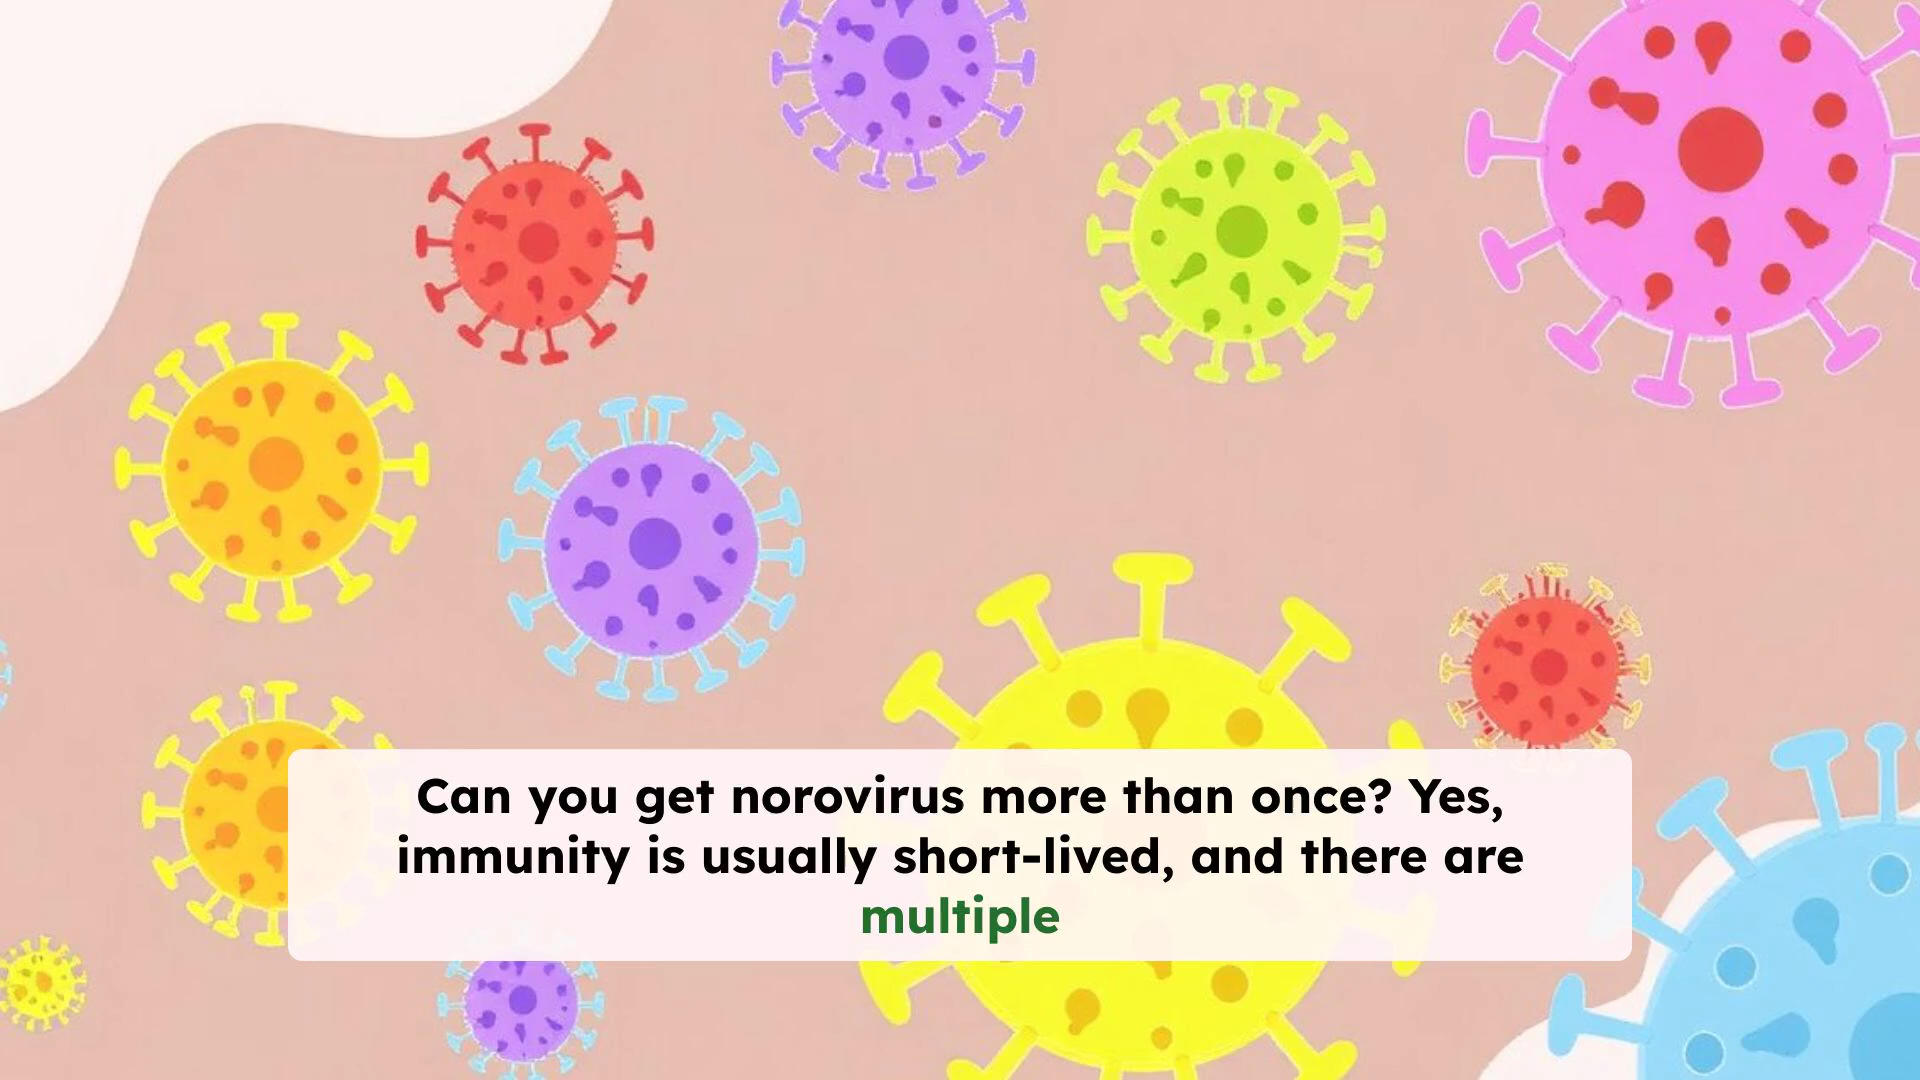 Can you get norovirus more than once? Yes,
immunity is usually short-lived, and there are
multiple